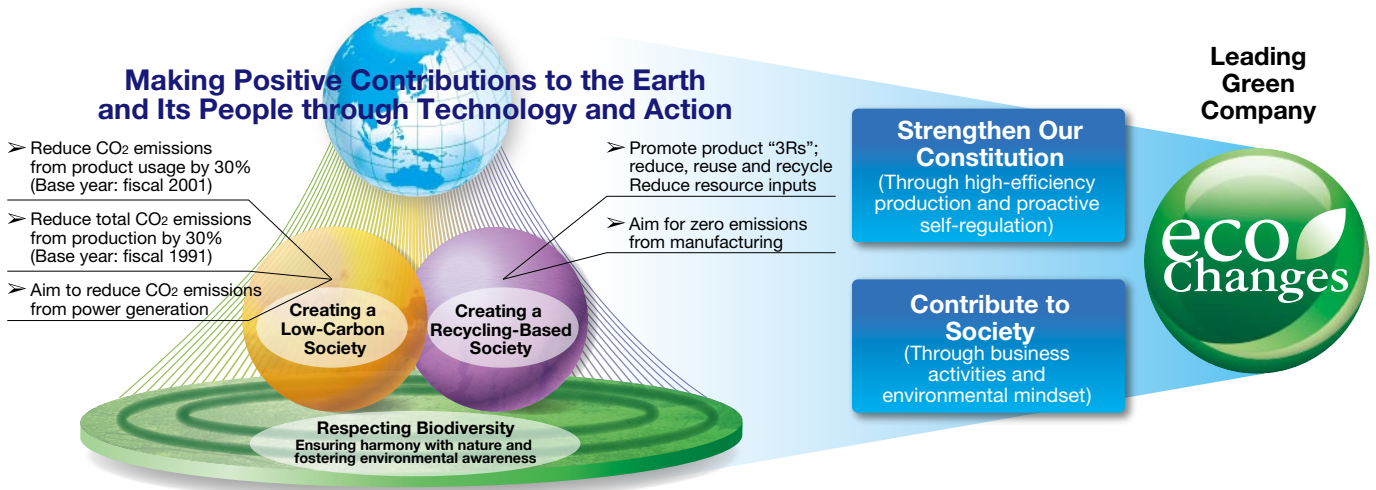 Making Positive Contributions to the Earth
and Its People through Technology and Action
➢ Reduce CO₂ emissions
from product usage by 30%
(Base year: fiscal 2001)
➢ Reduce total CO₂ emissions
from production by 30%
(Base year: fiscal 1991)
➢ Aim to reduce CO₂ emissions
from power generation
➢ Promote product “3Rs”;
reduce, reuse and recycle
Reduce resource inputs
➢ Aim for zero emissions
from manufacturing
Creating a
Low-Carbon
Society
Creating a
Recycling-Based
Society
Respecting Biodiversity
Ensuring harmony with nature and
fostering environmental awareness
Strengthen Our
Constitution
(Through high-efficiency
production and proactive
self-regulation)
Contribute to
Society
(Through business
activities and
environmental mindset)
Leading
Green
Company
eco
Changes